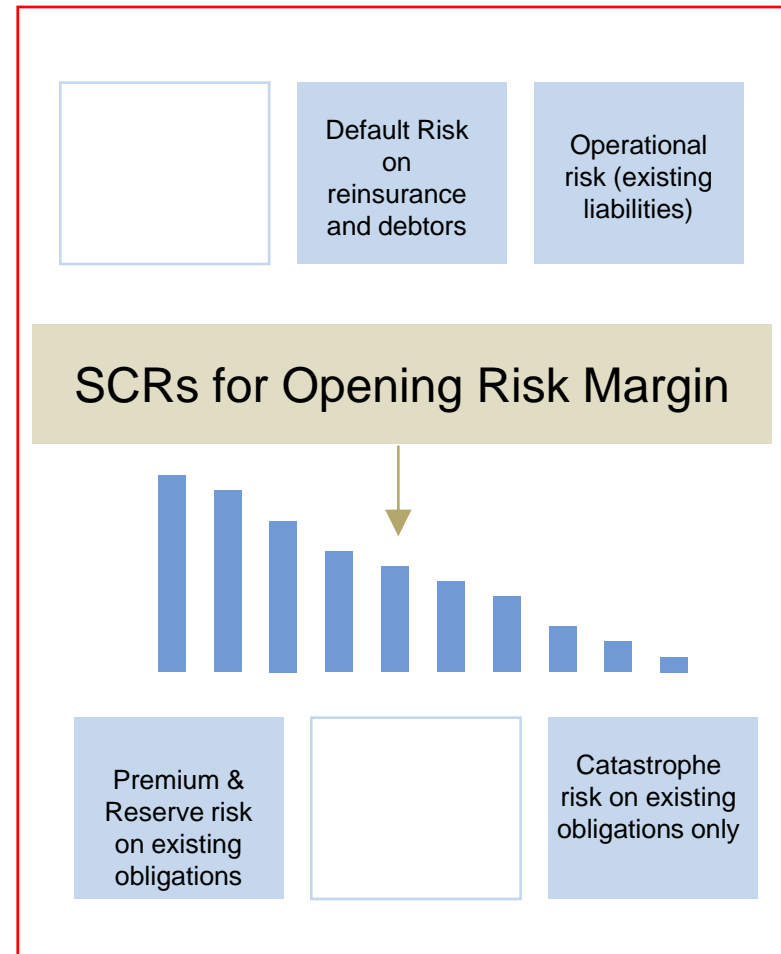 Default Risk
on
reinsurance
and debtors
Operational
risk (existing
liabilities)
SCRs for Opening Risk Margin
Premium &
Reserve risk
on existing
obligations
Catastrophe
risk on existing
obligations only